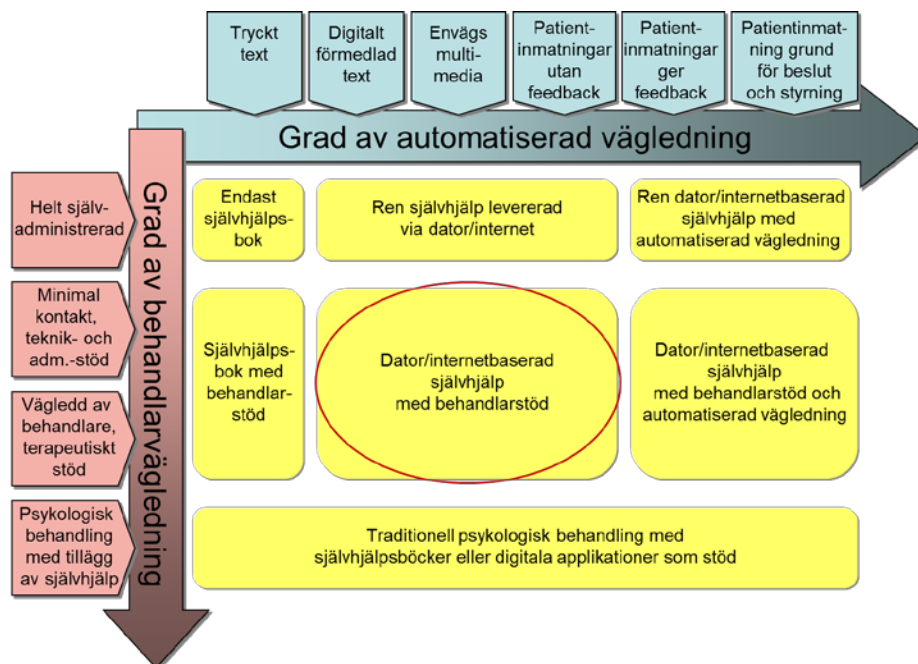 Tryckt
text
Digitalt
förmedlad
text
Envägs
multi-
media
Patient-
inmatningar
utan
feedback
Patient-
inmatningar
ger
feedback
Patientinmat-
ning grund
för beslut
och styrning
Grad av automatiserad vägledning
Grad av behandlarvägledning
Helt själv-
administrerad
Endast
självhjälps-
bok
Ren självhjälp levererad
via dator/internet
Ren dator/internetbaserad
självhjälp med
automatiserad vägledning
Minimal
kontakt,
teknik- och
adm.-stöd
Vägledd av
behandlare,
terapeutiskt
stöd
Självhjälps-
bok med
behandlar-
stöd
Dator/internetbaserad
självhjälp
med behandlarstöd
Dator/internetbaserad
självhjälp
med behandlarstöd och
automatiserad vägledning
Psykologisk
behandling
med tillägg
av självhjälp
Traditionell psykologisk behandling med
självhjälpsböcker eller digitala applikationer som stöd